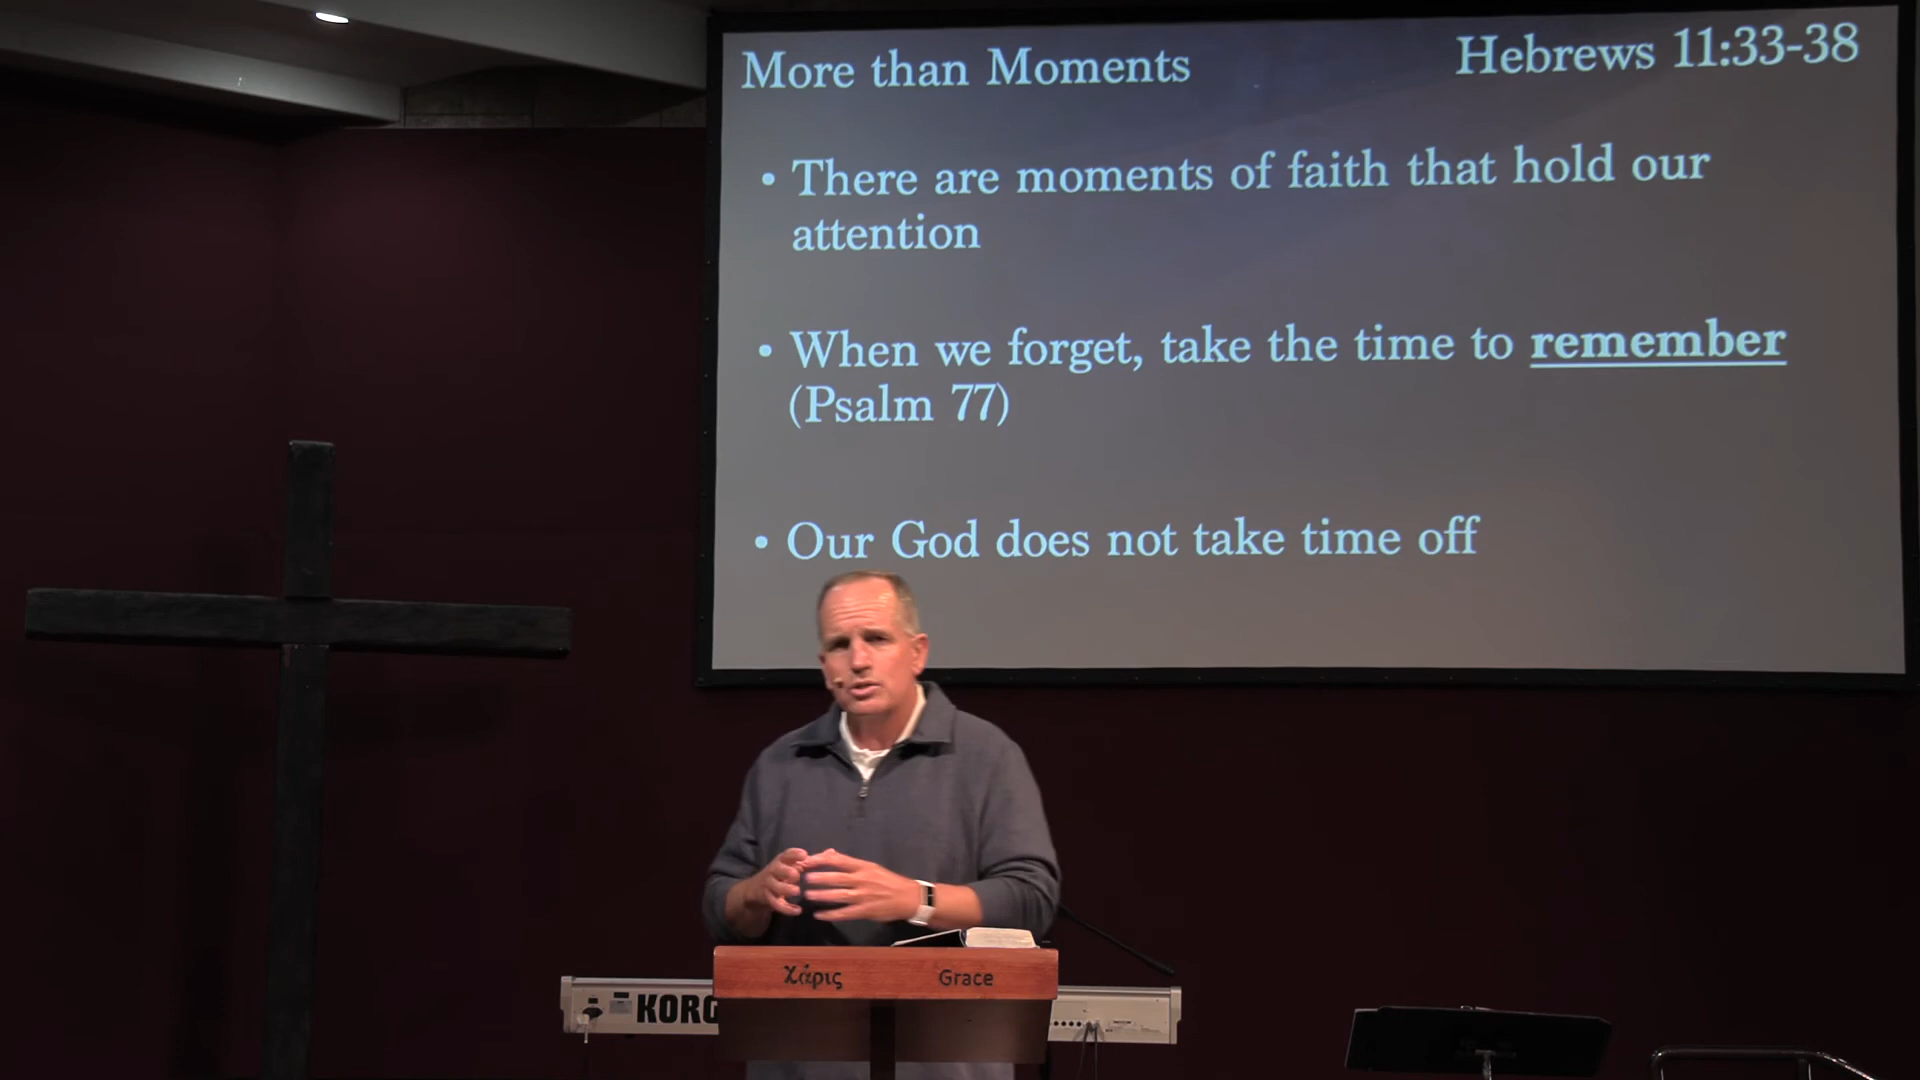 More than Moments
Hebrews 11:33-38
• There are moments of faith that hold our
attention
• When we forget, take the time to remember
(Psalm 77)
• Our God does not take time off
Χάρις
Grace
KORG